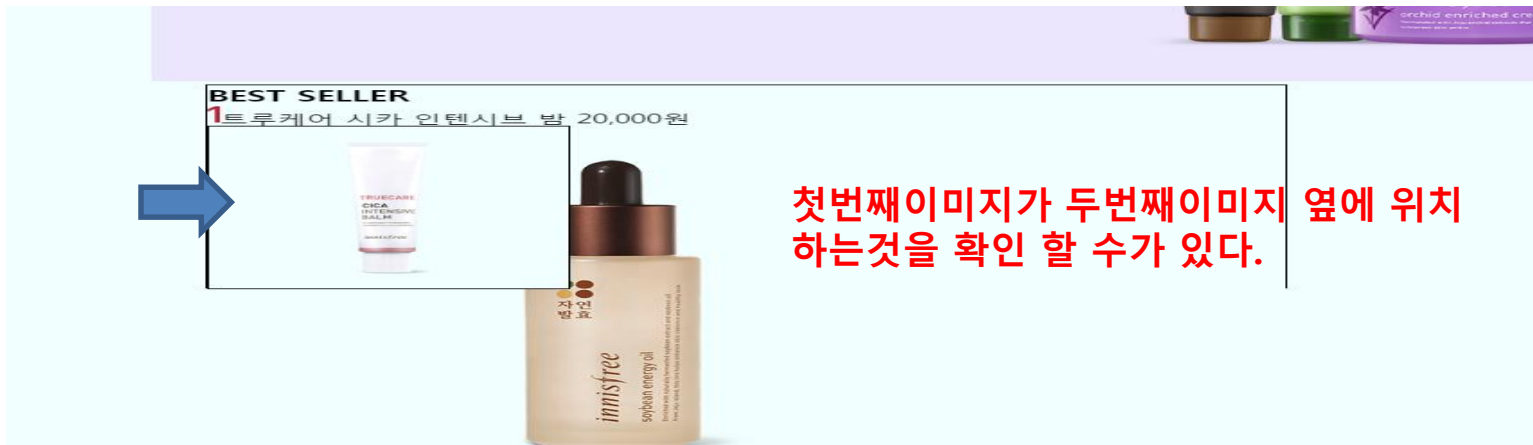 orchid enriched cre
BEST SELLER
1트루케어 시카 인텐시브 밤 20,000원
TRUECARE
CICA
INTENSIVE
BALM
innisfree
첫번째이미지가 두번째이미지 옆에 위치
하는것을 확인 할 수가 있다.
자연
발효
innisfree
soybean energy oil